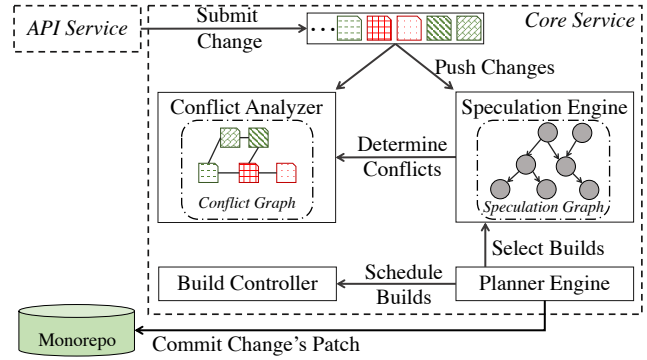 API Service
Submit
Change
...
Core Service
Push Changes
Conflict Analyzer
Conflict Graph
Determine
Conflicts
Speculation Engine
Speculation Graph
Select Builds
Build Controller
Schedule
Builds
Planner Engine
Monorepo
Commit Change's Patch